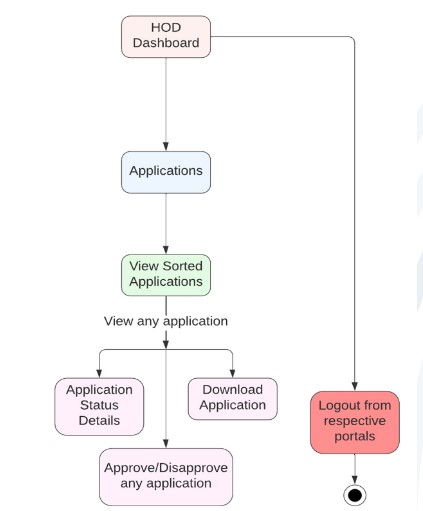 HOD
Dashboard
Applications
View Sorted
Applications
View any application
Application
Status
Details
Download
Application
Approve/Disapprove
any application
Logout from
respective
portals